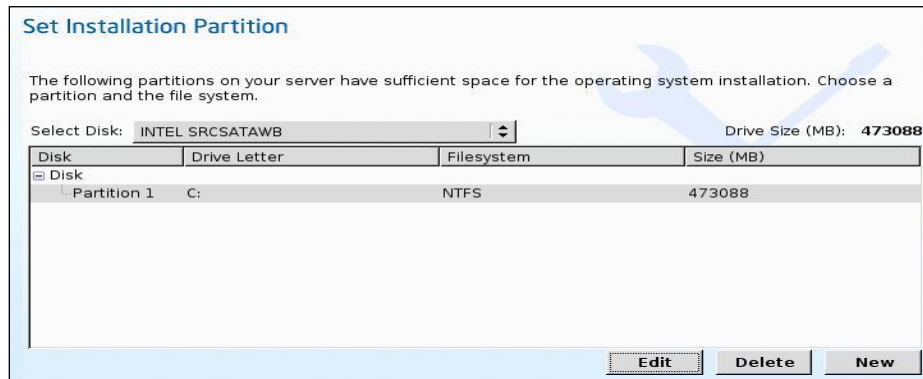 Set Installation Partition
The following partitions on your server have sufficient space for the operating system installation. Choose a
partition and the file system.
Select Disk: INTEL SRCSATAWB Drive Size (MB): 473088
Disk Drive Letter Filesystem Size (MB)
Disk
Partition 1 C: NTFS 473088
Edit Delete New